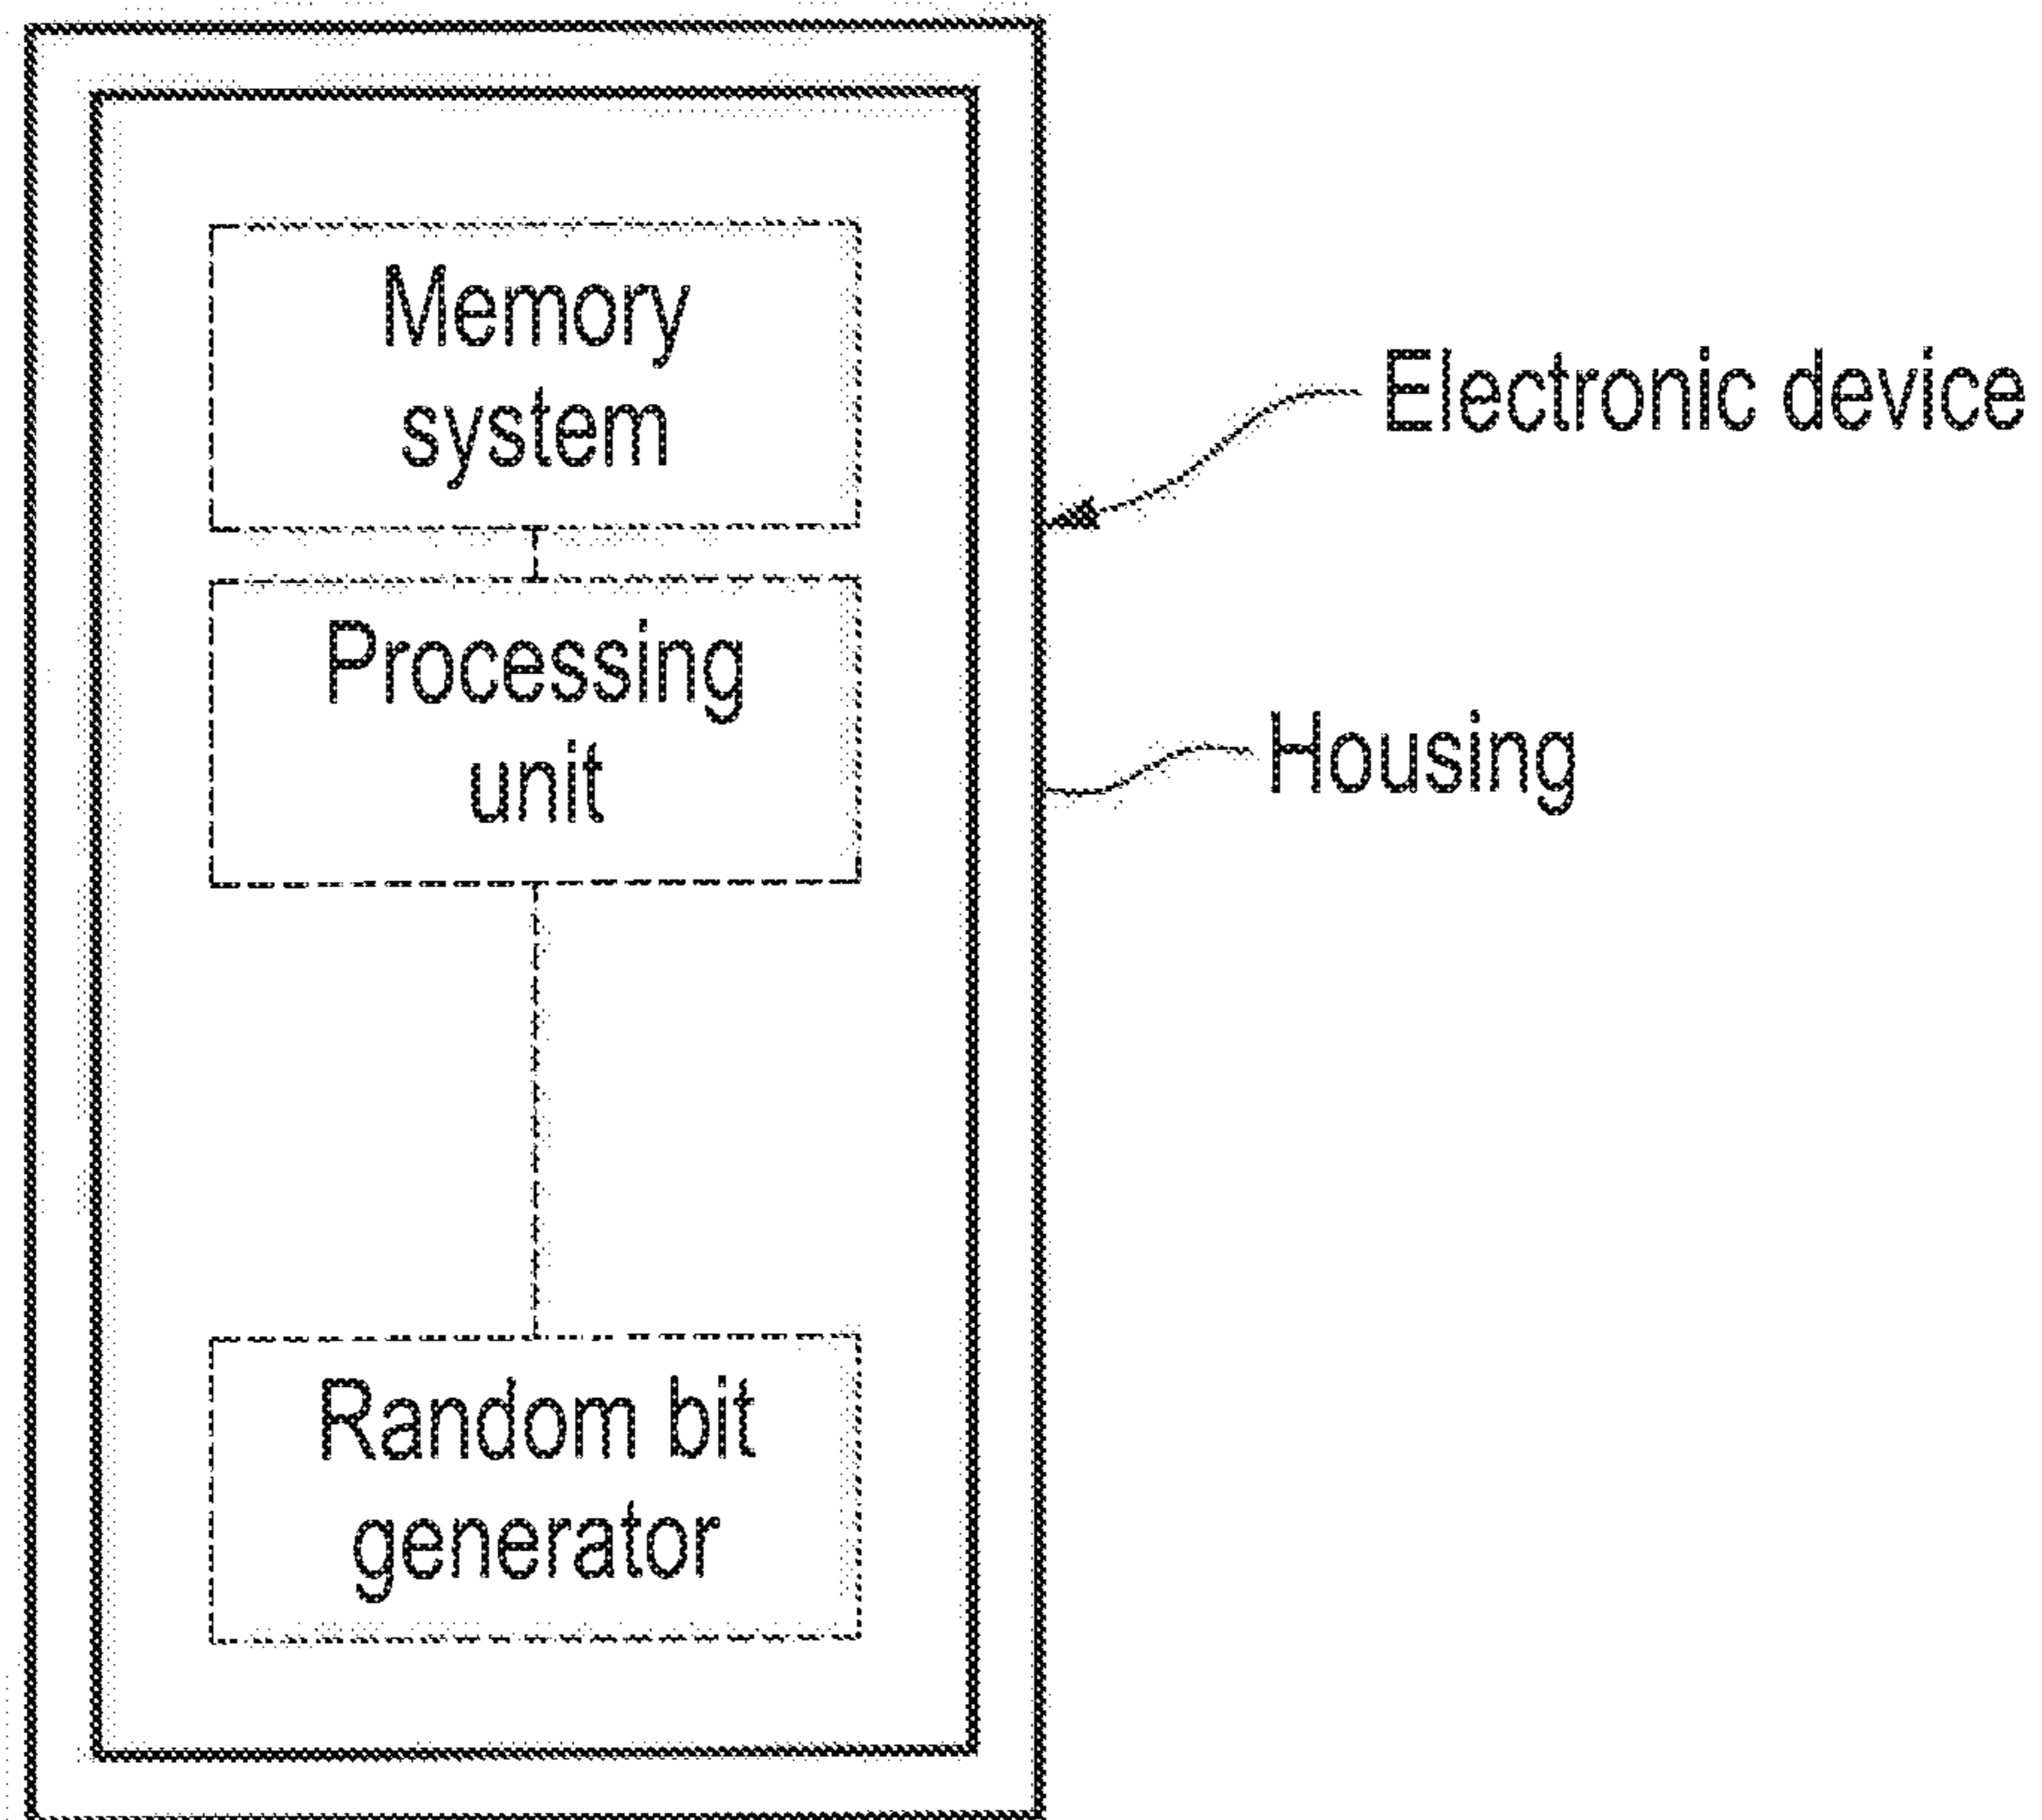 Memory
system
Electronic device
Processing
unit
Housing
Random bit
generator